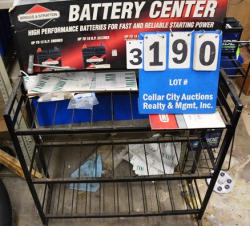 BATTERY CENTER
BRIGGS & STRATTON
HIGH PERFORMANCE BATTERIES FOR FAST AND RELIABLE STARTING POWER
3190
LOT #
Collar City Auctions
Realty & Mgmt, Inc.